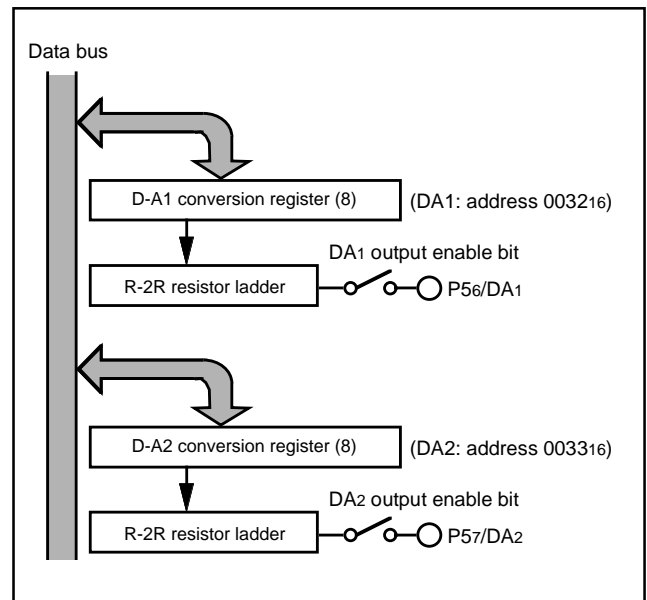 Data bus
D-A1 conversion register (8) (DA1: address 003216)
DA1 output enable bit
R-2R resistor ladder P56/DA1
D-A2 conversion register (8) (DA2: address 003316)
DA2 output enable bit
R-2R resistor ladder P57/DA2